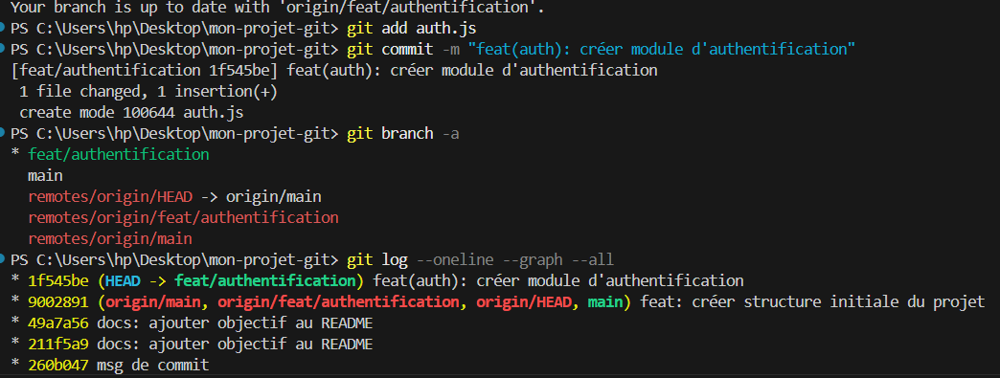 Your branch is up to date with 'origin/feat/authentification'.
PS C:\Users\hp\Desktop\mon-projet-git> git add auth.js
PS C:\Users\hp\Desktop\mon-projet-git> git commit -m "feat(auth): créer module d'authentification"
[feat/authentification 1f545be] feat(auth): créer module d'authentification
 1 file changed, 1 insertion(+)
 create mode 100644 auth.js
PS C:\Users\hp\Desktop\mon-projet-git> git branch -a
* feat/authentification
  main
  remotes/origin/HEAD -> origin/main
  remotes/origin/feat/authentification
  remotes/origin/main
PS C:\Users\hp\Desktop\mon-projet-git> git log --oneline --graph --all
* 1f545be (HEAD -> feat/authentification) feat(auth): créer module d'authentification
* 9002891 (origin/main, origin/feat/authentification, origin/HEAD, main) feat: créer structure initiale du projet
* 49a7a56 docs: ajouter objectif au README
* 211f5a9 docs: ajouter objectif au README
* 260b047 msg de commit